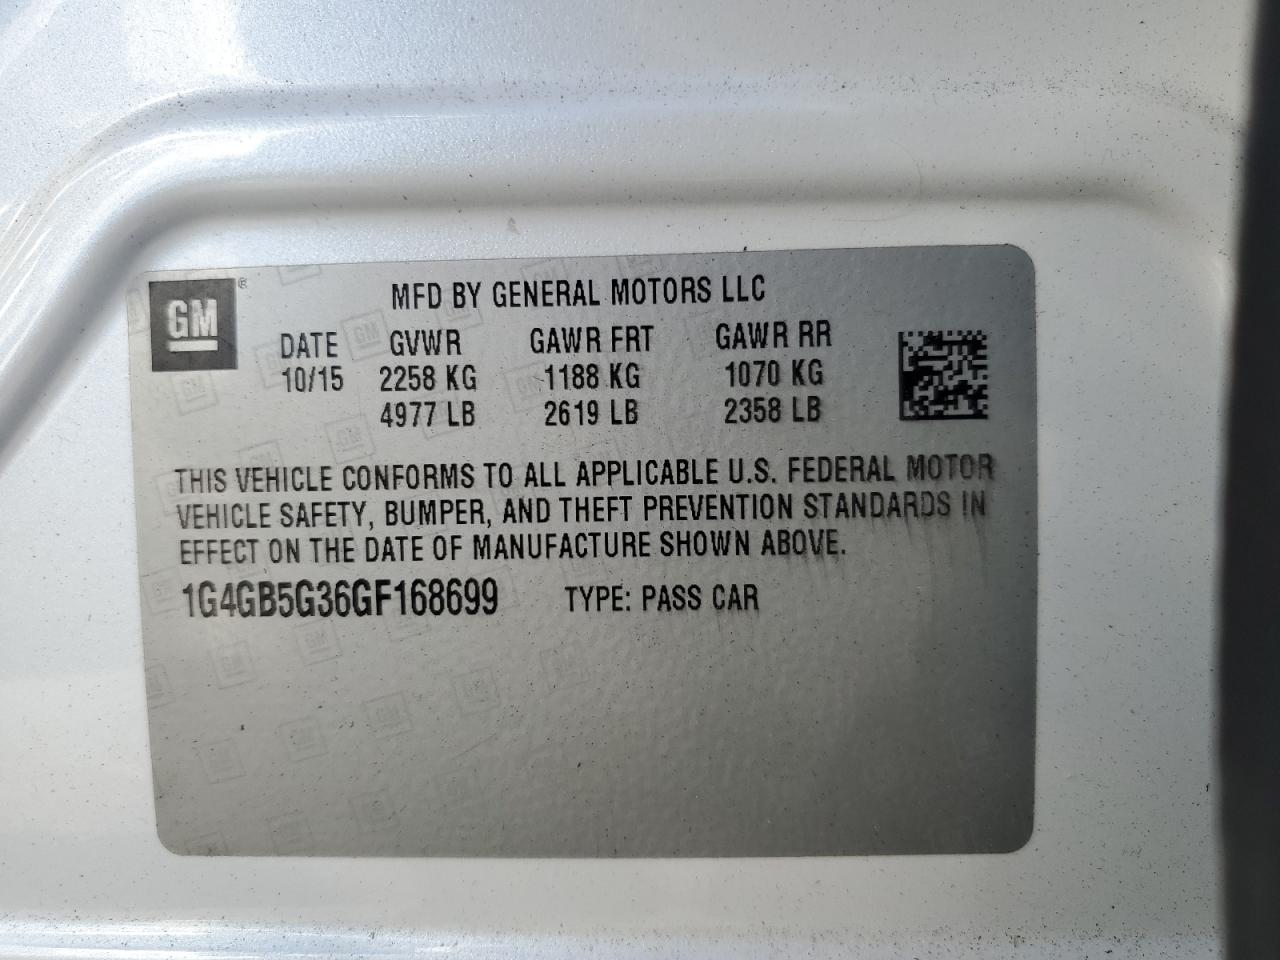 GM ®
MFD BY GENERAL MOTORS LLC
DATE GVWR GAWR FRT GAWR RR
10/15 2258 KG 1188 KG 1070 KG
4977 LB 2619 LB 2358 LB
THIS VEHICLE CONFORMS TO ALL APPLICABLE U.S. FEDERAL MOTOR
VEHICLE SAFETY, BUMPER, AND THEFT PREVENTION STANDARDS IN
EFFECT ON THE DATE OF MANUFACTURE SHOWN ABOVE.
1G4GB5G36GF168699 TYPE: PASS CAR